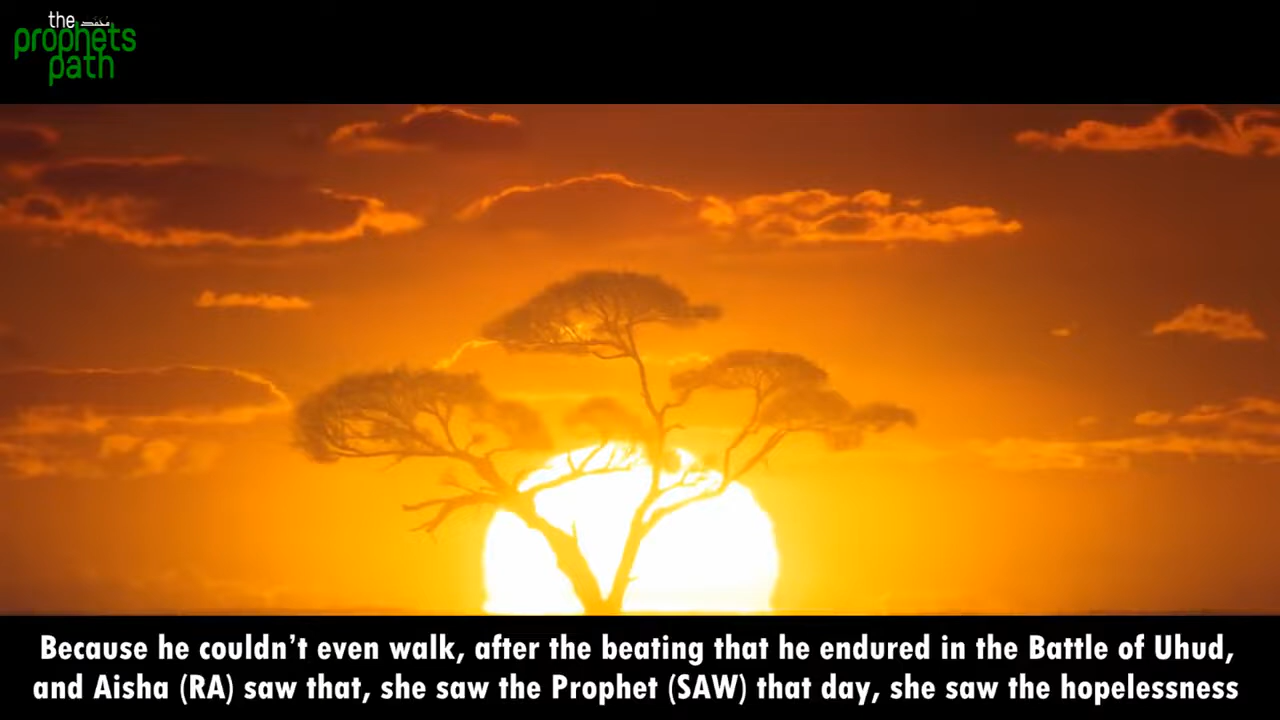 the محمد
prophets
path
Because he couldn’t even walk, after the beating that he endured in the Battle of Uhud,
and Aisha (RA) saw that, she saw the Prophet (SAW) that day, she saw the hopelessness